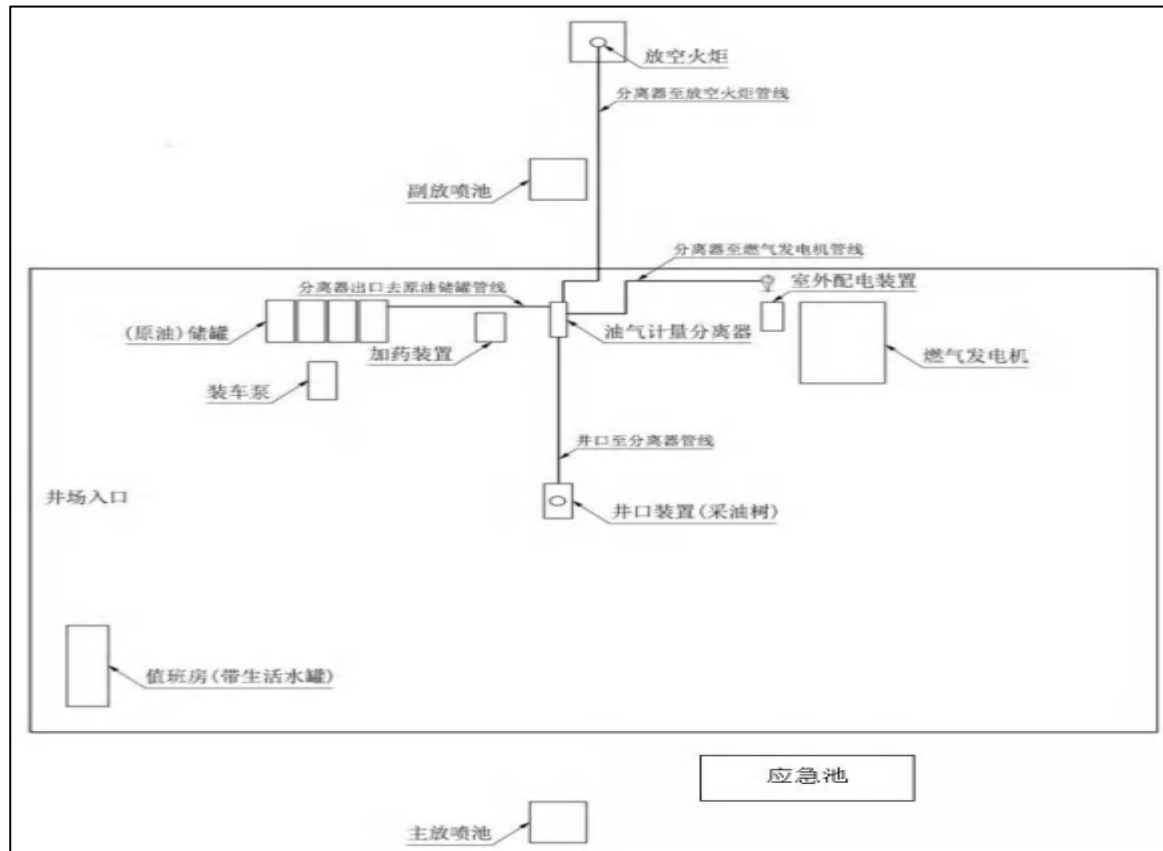 放空火炬
分离器至放空火炬管线
副放喷池
分离器至燃气发电机管线
分离器出口去原油储罐管线
室外配电装置
(原油)储罐
加药装置
油气计量分离器
燃气发电机
装车泵
井口至分离器管线
井场入口
井口装置(采油树)
值班房(带生活水罐)
应急池
主放喷池